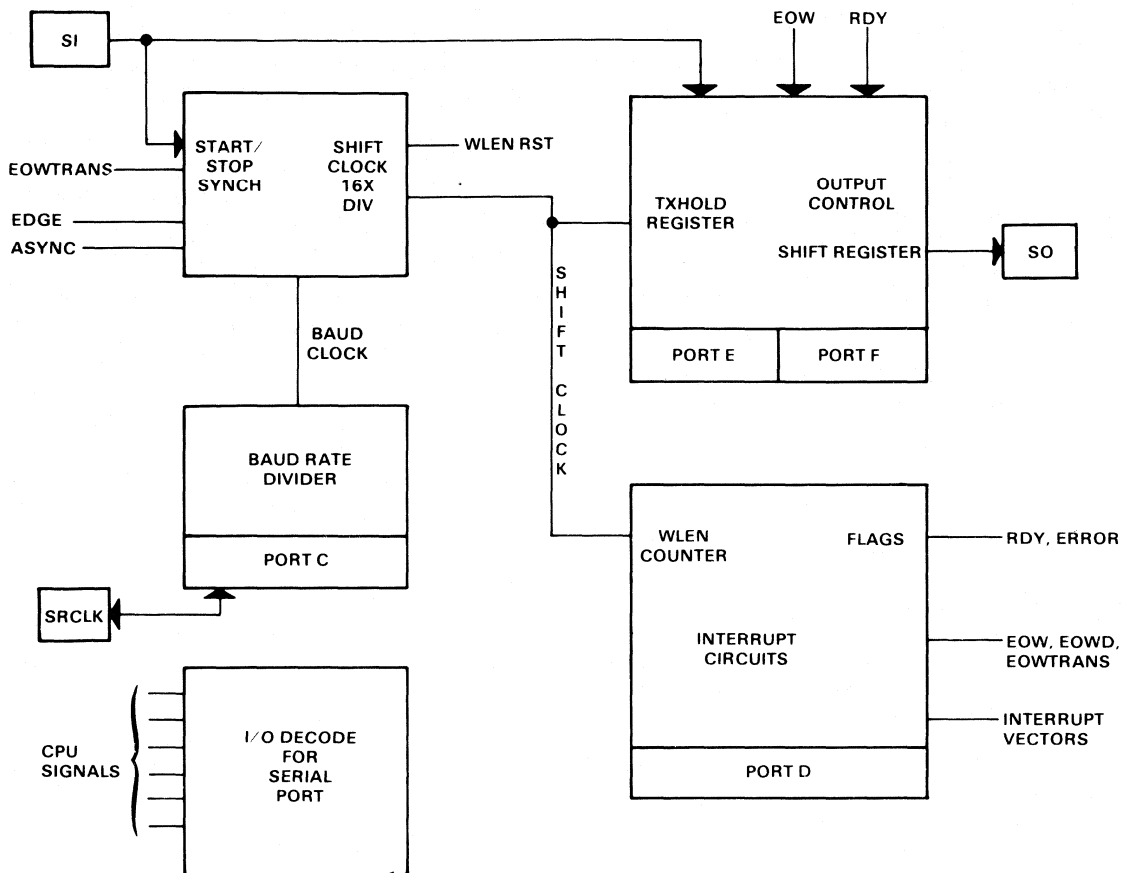 EOW
RDY
SI
START/
STOP
SYNCH
SHIFT
CLOCK
16X
DIV
WLEN RST
EOWTRANS
EDGE
ASYNC
TXHOLD
REGISTER
OUTPUT
CONTROL
SHIFT REGISTER
SO
PORT E
PORT F
BAUD
CLOCK
SHIFT CLOCK
BAUD RATE
DIVIDER
PORT C
SRCLK
WLEN
COUNTER
FLAGS
RDY, ERROR
INTERRUPT
CIRCUITS
EOW, EOWD,
EOWTRANS
INTERRUPT
VECTORS
PORT D
CPU
SIGNALS
I/O DECODE
FOR
SERIAL
PORT